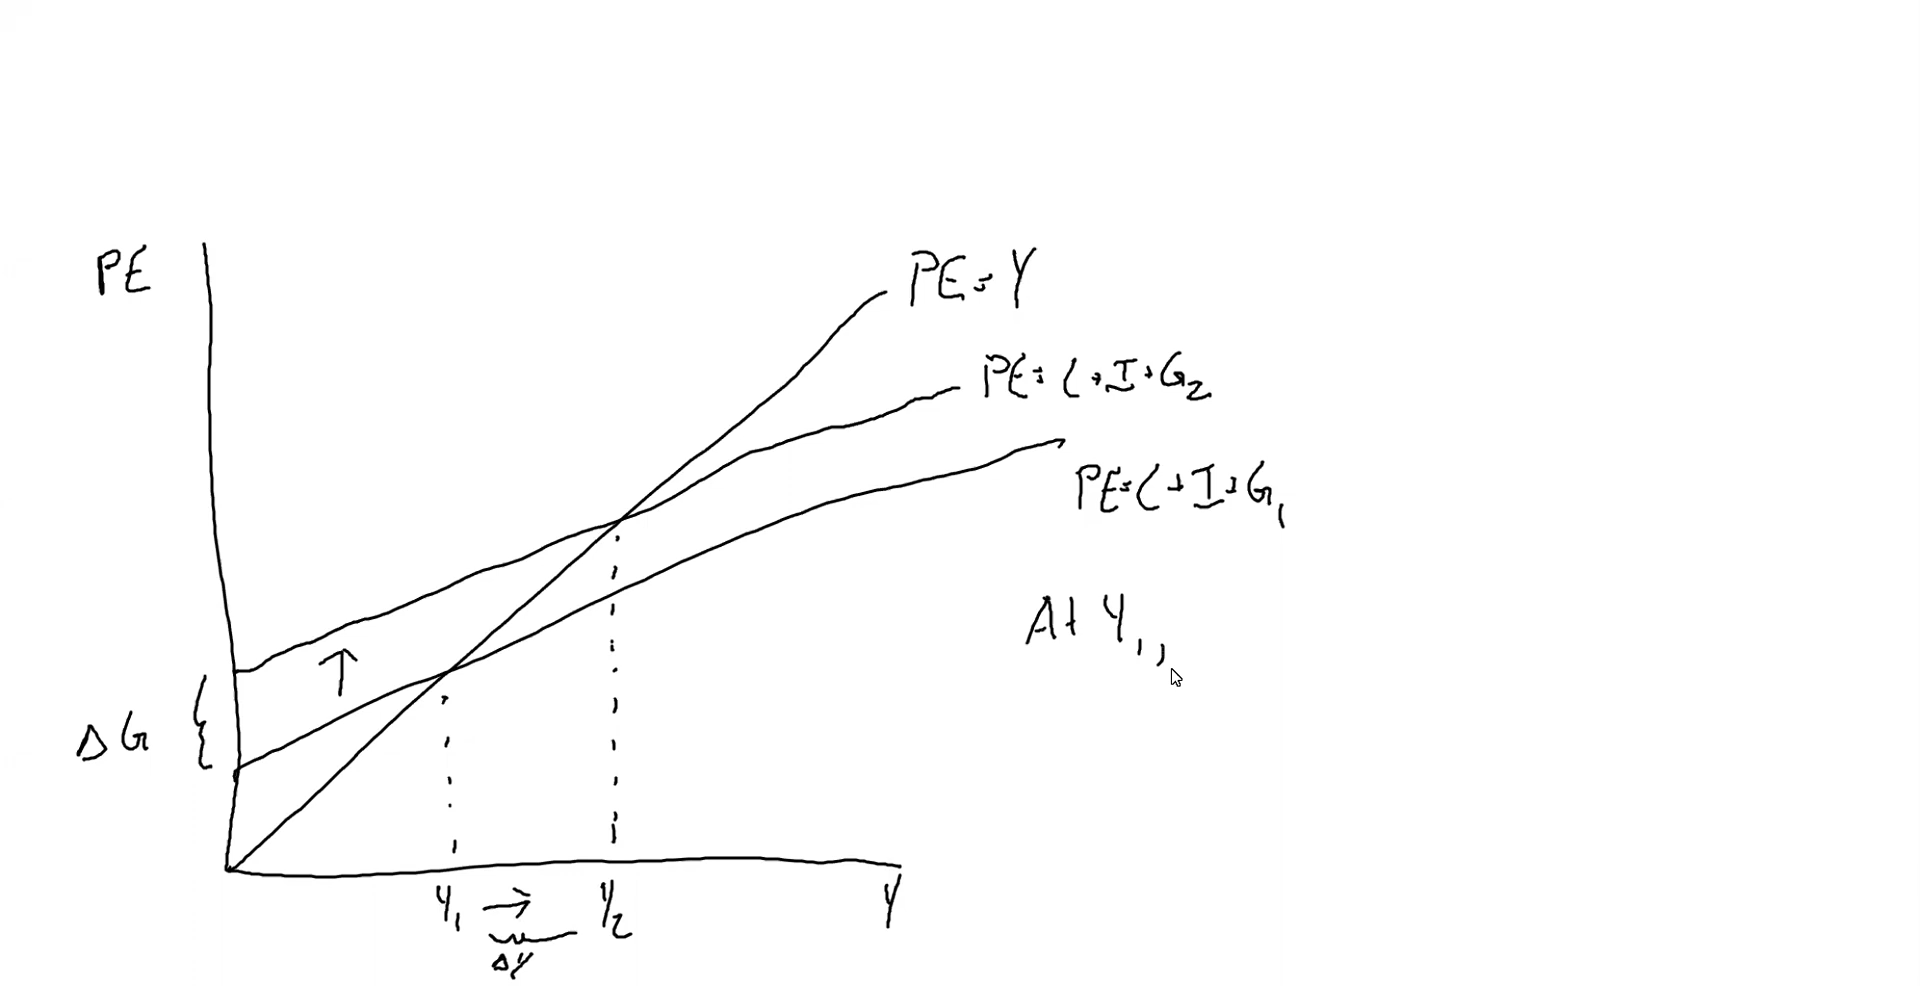 PE
PE = Y
PE = C + I + G₂
PE = C + I + G₁
At Y₁,
ΔG
Y₁ → Y₂
Y
ΔY